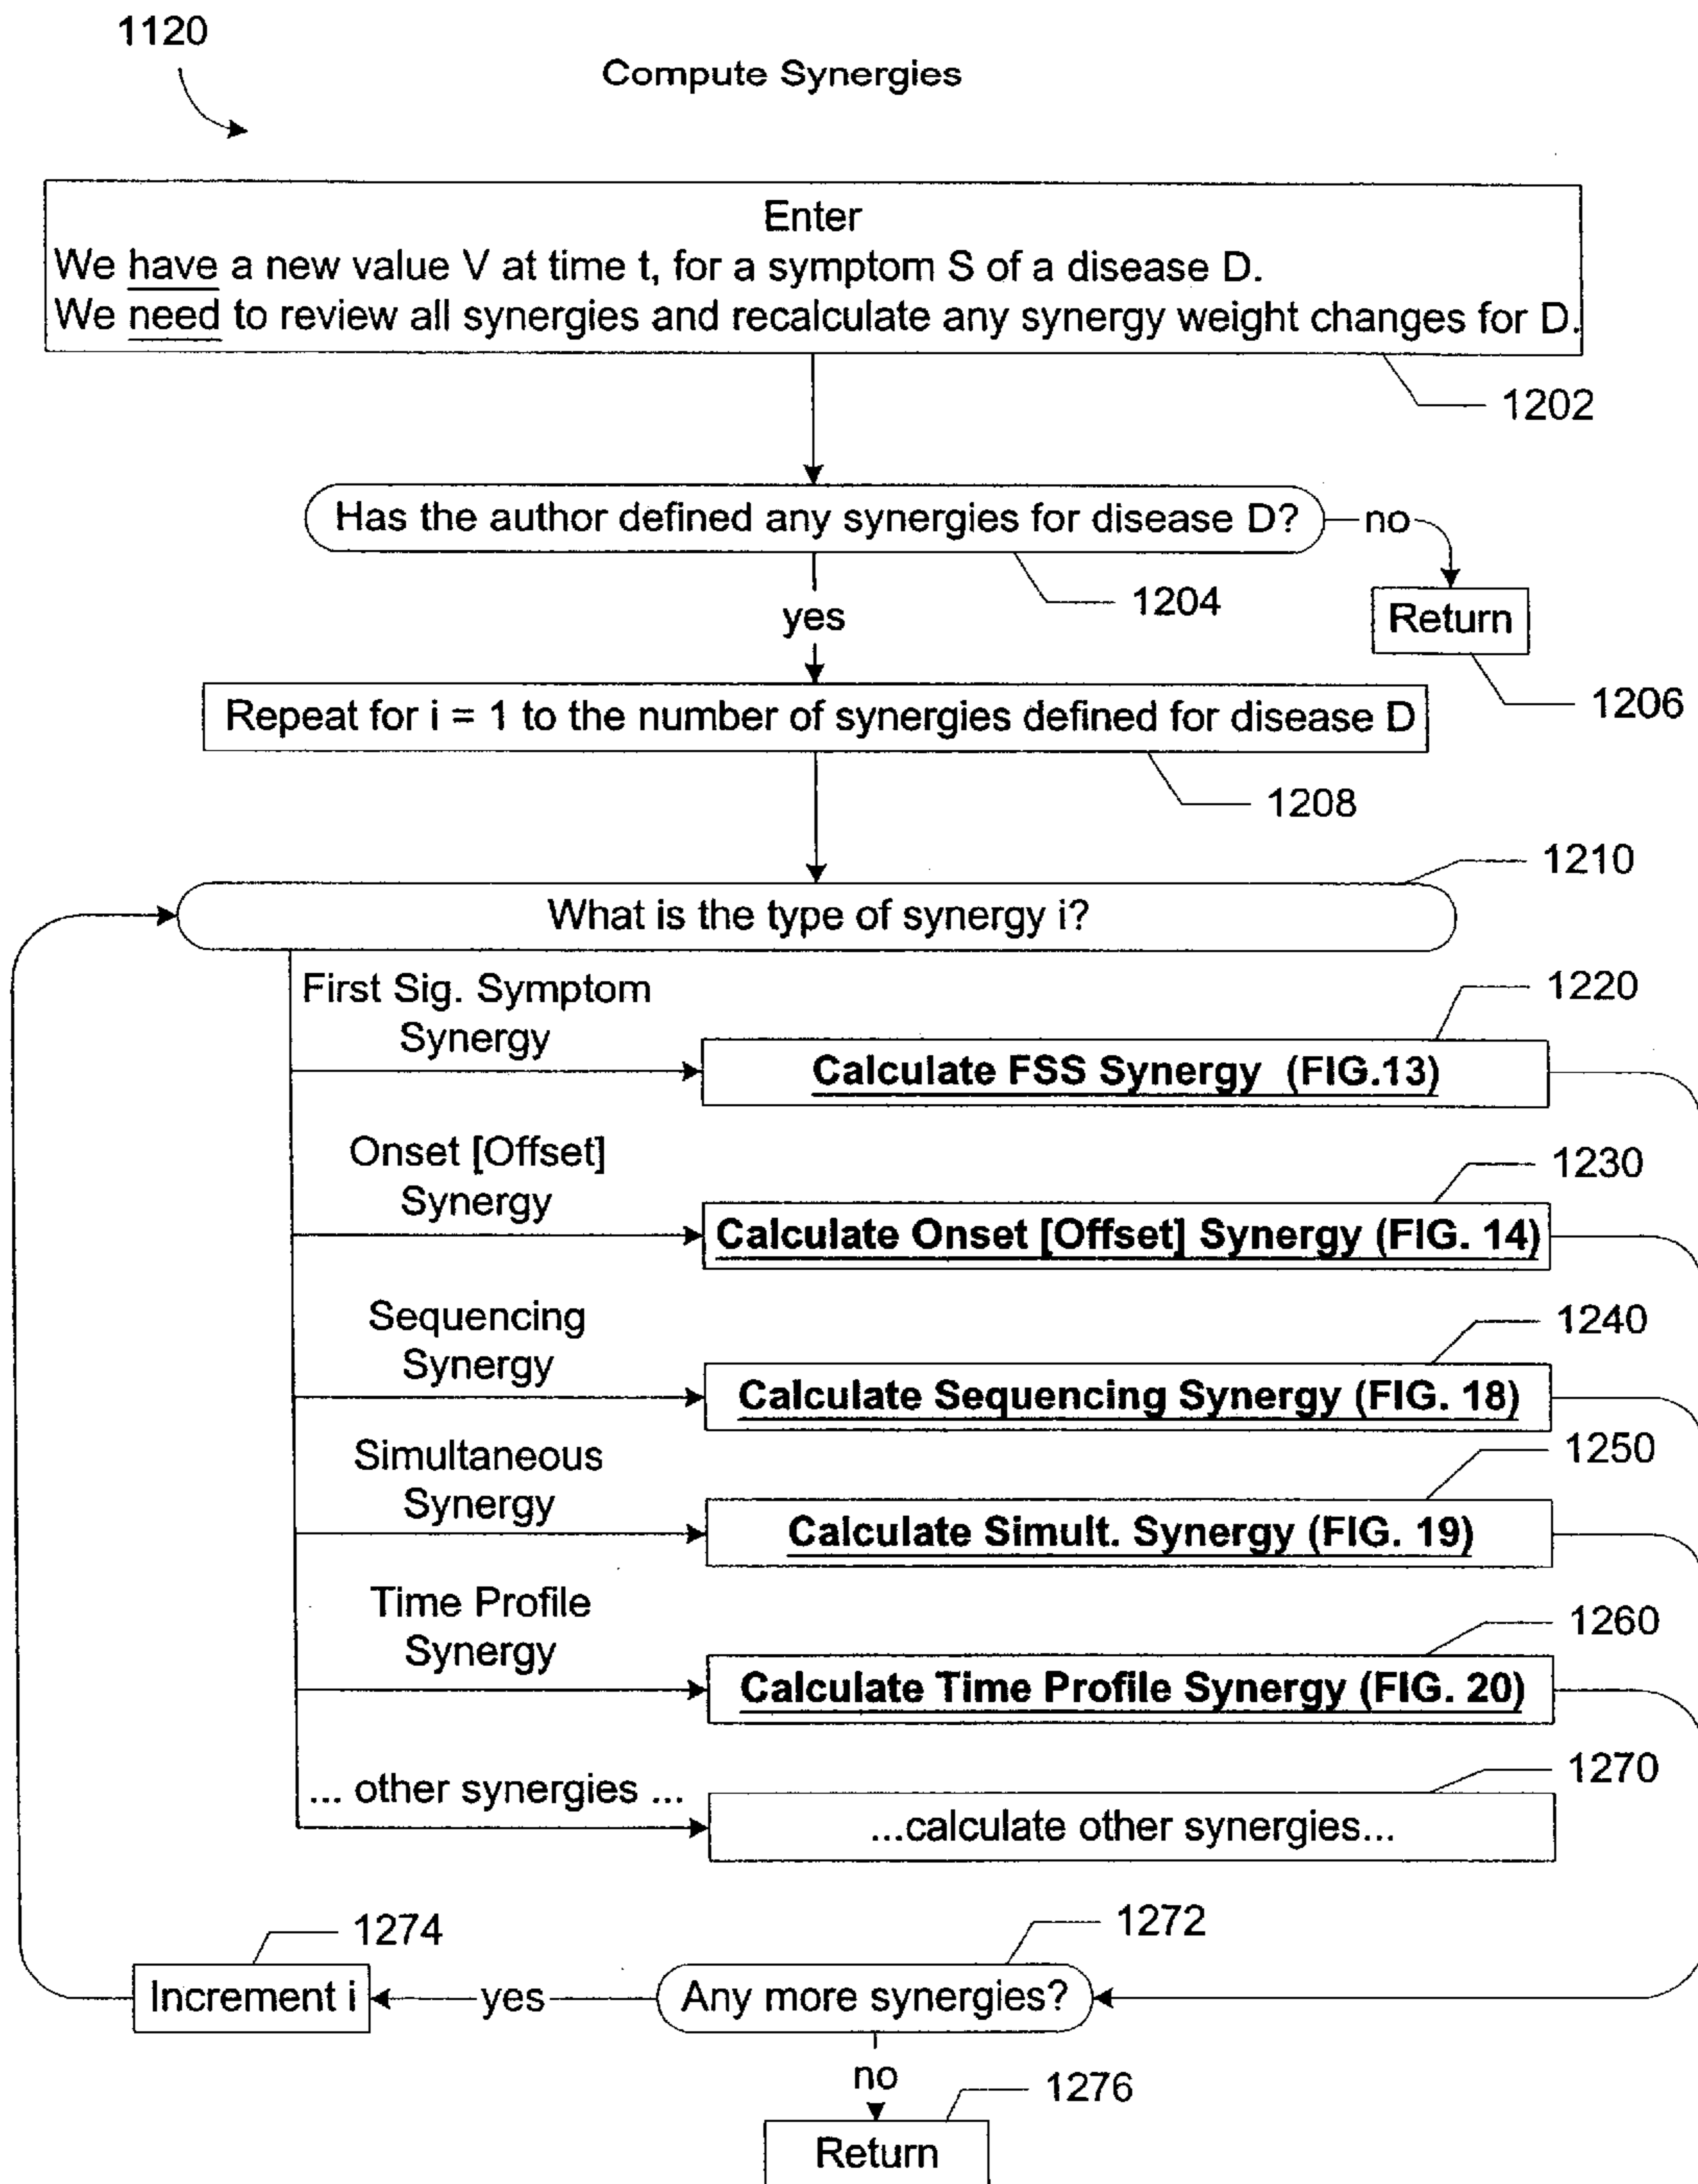 1120
Compute Synergies
Enter
We have a new value V at time t, for a symptom S of a disease D.
We need to review all synergies and recalculate any synergy weight changes for D.
1202
Has the author defined any synergies for disease D?
no
1204
yes
Return
1206
Repeat for i = 1 to the number of synergies defined for disease D
1208
1210
What is the type of synergy i?
First Sig. Symptom
Synergy
1220
Calculate FSS Synergy (FIG.13)
Onset [Offset]
Synergy
1230
Calculate Onset [Offset] Synergy (FIG. 14)
Sequencing
Synergy
1240
Calculate Sequencing Synergy (FIG. 18)
Simultaneous
Synergy
1250
Calculate Simult. Synergy (FIG. 19)
Time Profile
Synergy
1260
Calculate Time Profile Synergy (FIG. 20)
... other synergies ...
1270
...calculate other synergies...
1274
1272
Increment i
yes
Any more synergies?
no
1276
Return